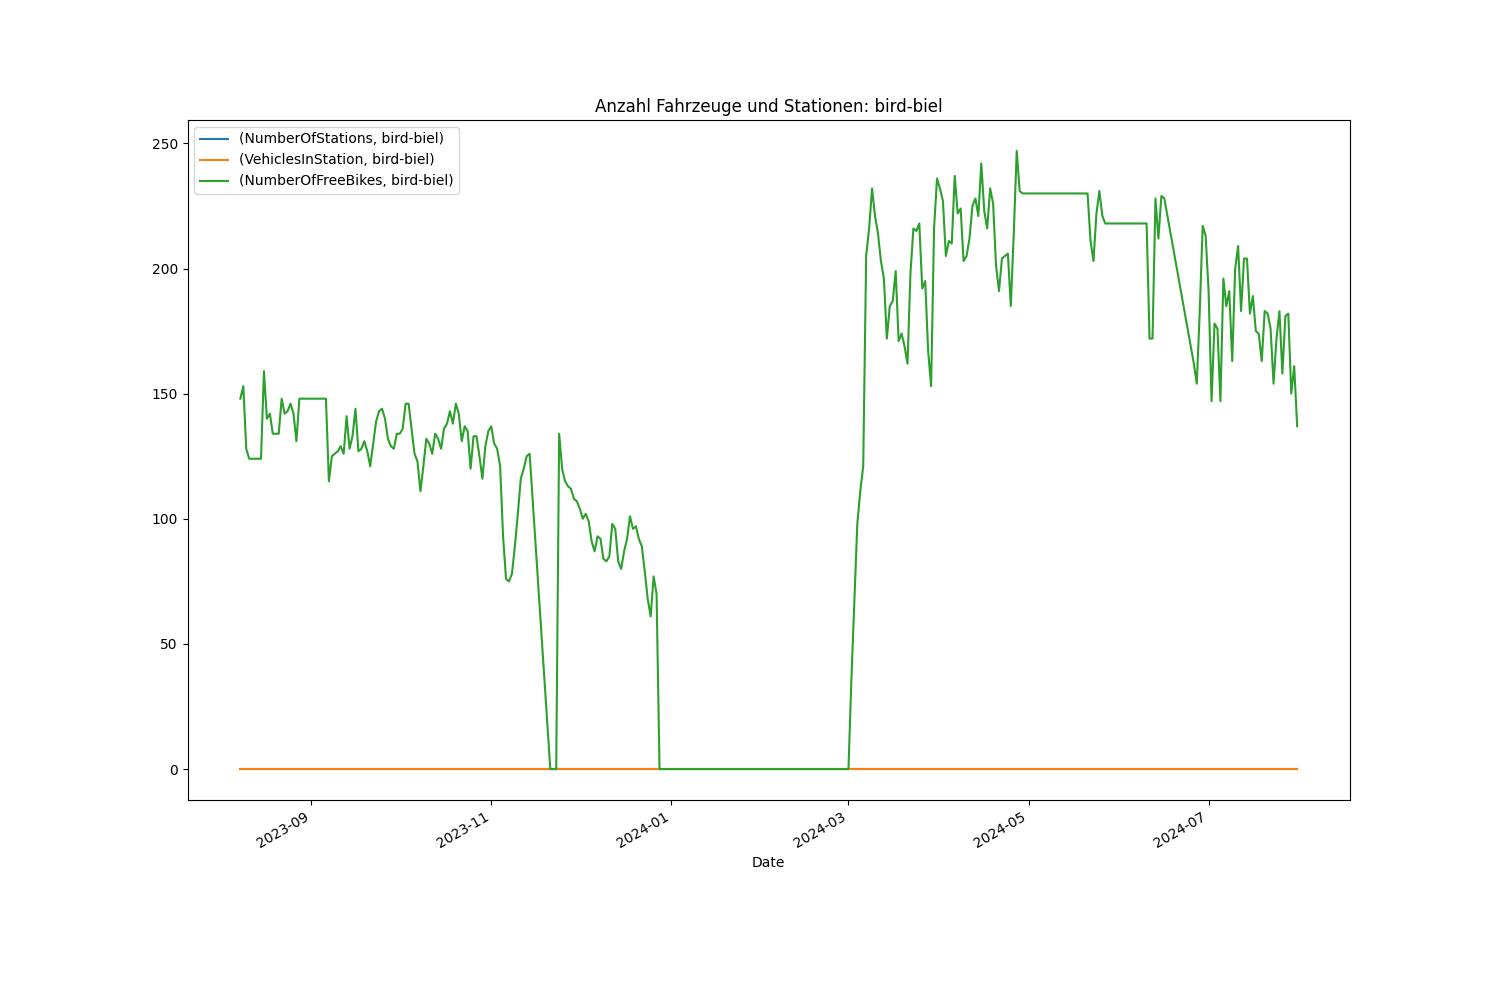 Anzahl Fahrzeuge und Stationen: bird-biel
(NumberOfStations, bird-biel)
(VehiclesInStation, bird-biel)
(NumberOfFreeBikes, bird-biel)
250
200
150
100
50
0
2023-09
2023-11
2024-01
2024-03
2024-05
2024-07
Date